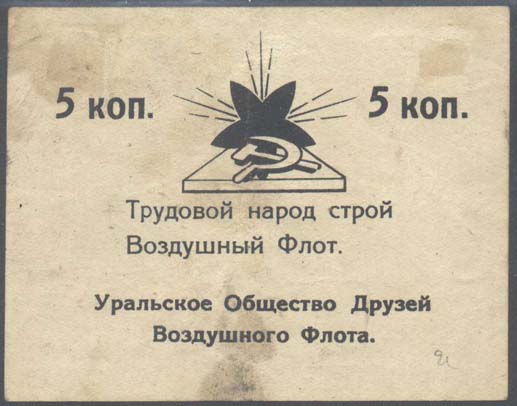 5 коп. 5 коп.
Трудовой народ строй
Воздушный Флот.
Уральское Общество Друзей
Воздушного Флота.